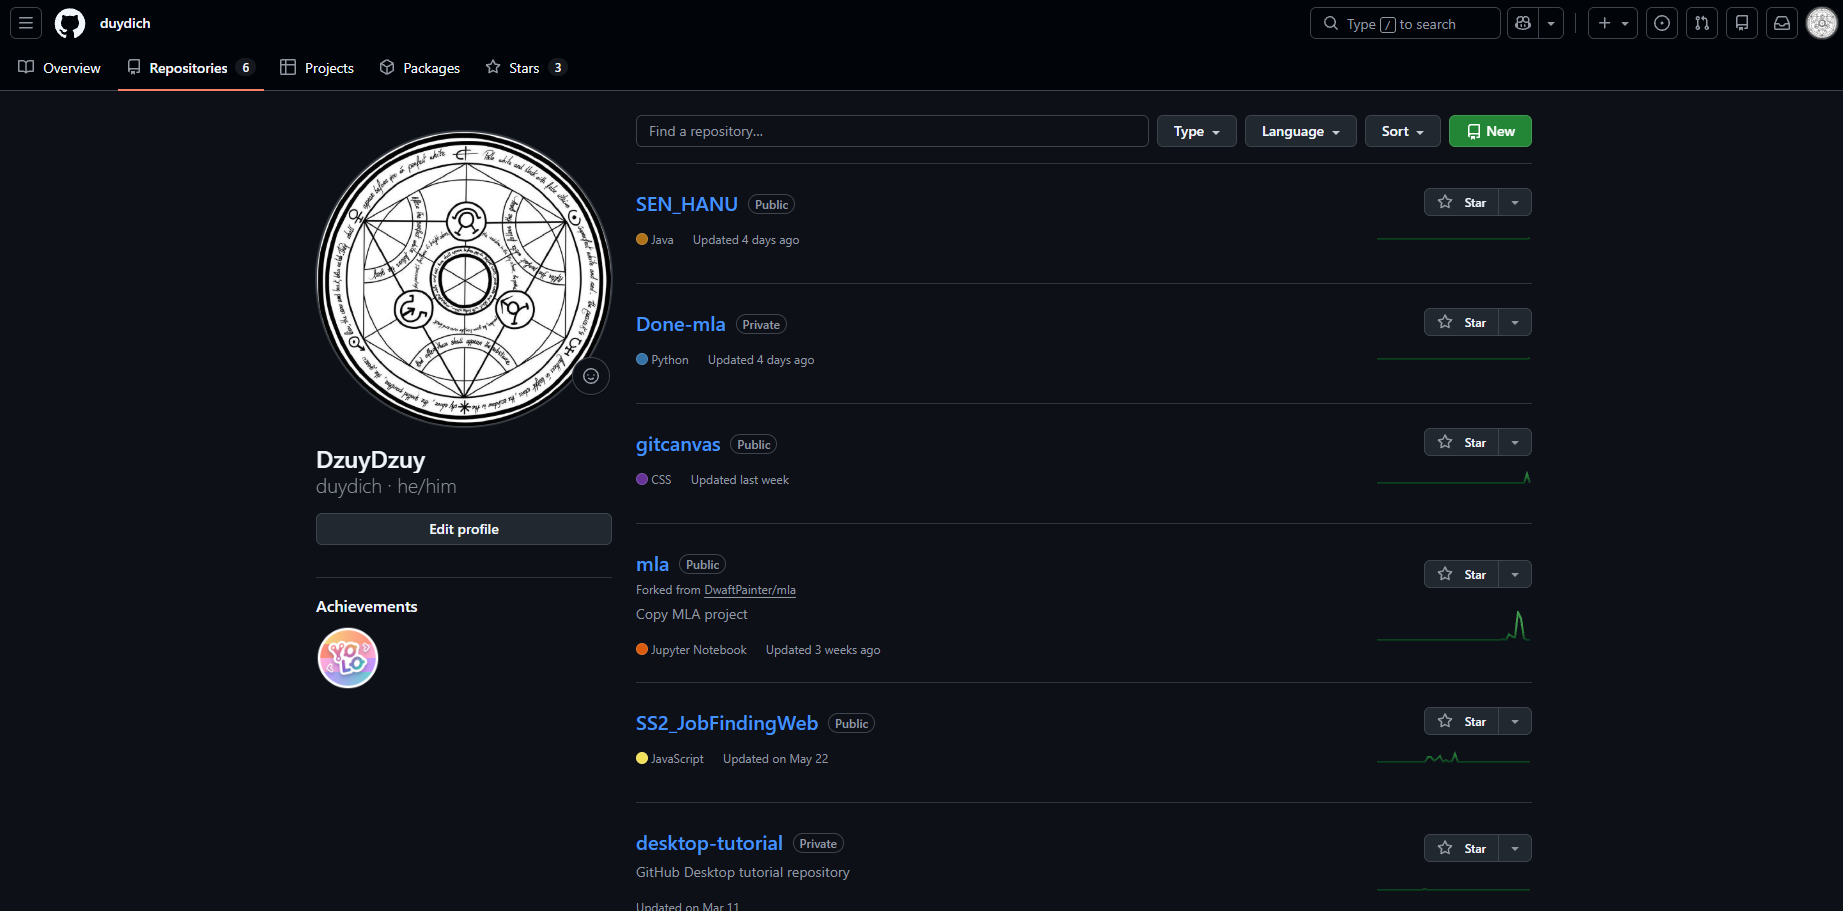 duydich
Type / to search
Overview
Repositories 6
Projects
Packages
Stars 3
Find a repository...
Type
Language
Sort
New
DzuyDzuy
duydich · he/him
Edit profile
Achievements
YOLO
SEN_HANU Public
Star
Java Updated 4 days ago
Done-mla Private
Star
Python Updated 4 days ago
gitcanvas Public
Star
CSS Updated last week
mla Public
Star
Forked from DwaftPainter/mla
Copy MLA project
Jupyter Notebook Updated 3 weeks ago
SS2_JobFindingWeb Public
Star
JavaScript Updated on May 22
desktop-tutorial Private
Star
GitHub Desktop tutorial repository
Updated on Mar 11